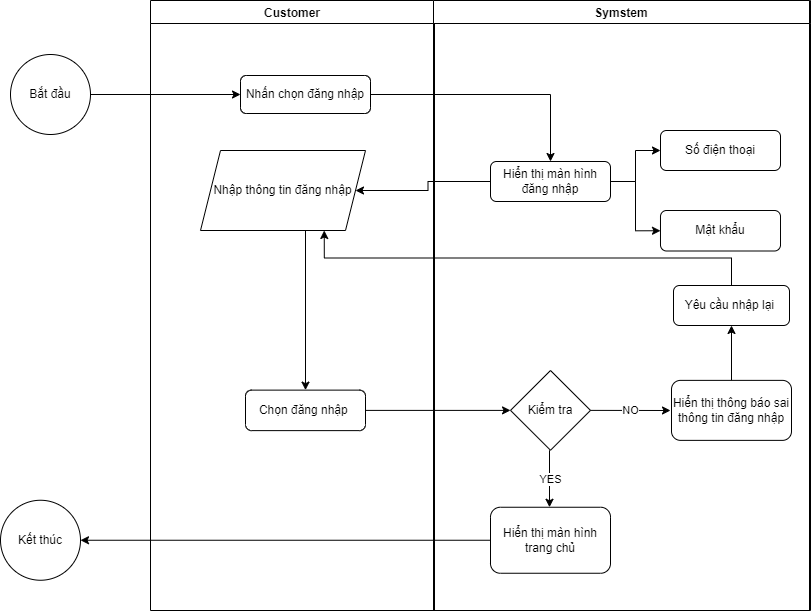 Customer
Symstem
Bắt đầu
Nhấn chọn đăng nhập
Hiển thị màn hình
đăng nhập
Số điện thoại
Mật khẩu
Nhập thông tin đăng nhập
Yêu cầu nhập lại
Chọn đăng nhập
Kiểm tra
NO
Hiển thị thông báo sai
thông tin đăng nhập
YES
Hiển thị màn hình
trang chủ
Kết thúc